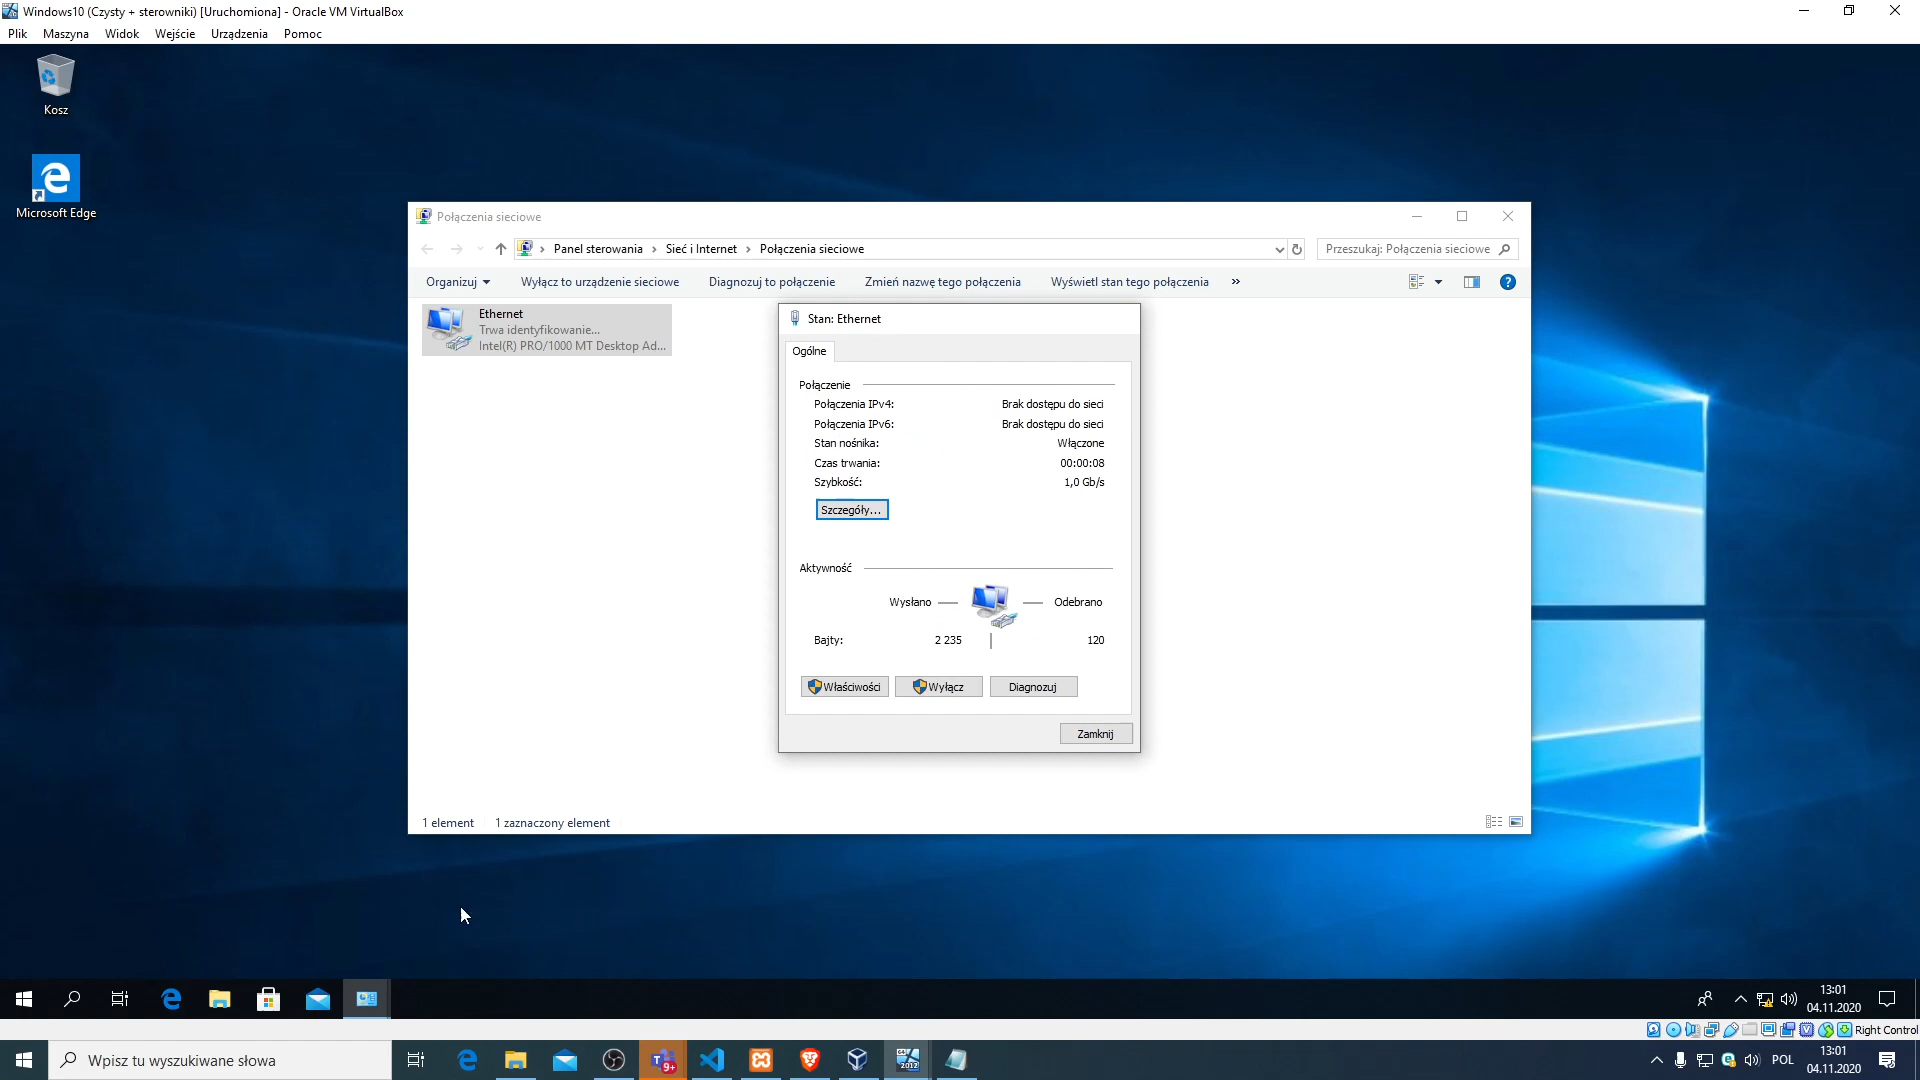 Windows10 (Czysty + sterowniki) [Uruchomiona] - Oracle VM VirtualBox
Plik Maszyna Widok Wejście Urządzenia Pomoc
Kosz
Microsoft Edge
Połączenia sieciowe
Panel sterowania > Sieć i Internet > Połączenia sieciowe
Przeszukaj: Połączenia sieciowe
Organizuj Wyłącz to urządzenie sieciowe Diagnozuj to połączenie Zmień nazwę tego połączenia Wyświetl stan tego połączenia »
Ethernet
Trwa identyfikowanie...
Intel(R) PRO/1000 MT Desktop Ad...
Stan: Ethernet
Ogólne
Połączenie
Połączenia IPv4: Brak dostępu do sieci
Połączenia IPv6: Brak dostępu do sieci
Stan nośnika: Włączone
Czas trwania: 00:00:08
Szybkość: 1,0 Gb/s
Szczegóły...
Aktywność
Wysłano — — Odebrano
Bajty: 2 235 120
Właściwości Wyłącz Diagnozuj
Zamknij
1 element 1 zaznaczony element
13:01
04.11.2020
Right Control
Wpisz tu wyszukiwane słowa
9+
2012
POL
13:01
04.11.2020